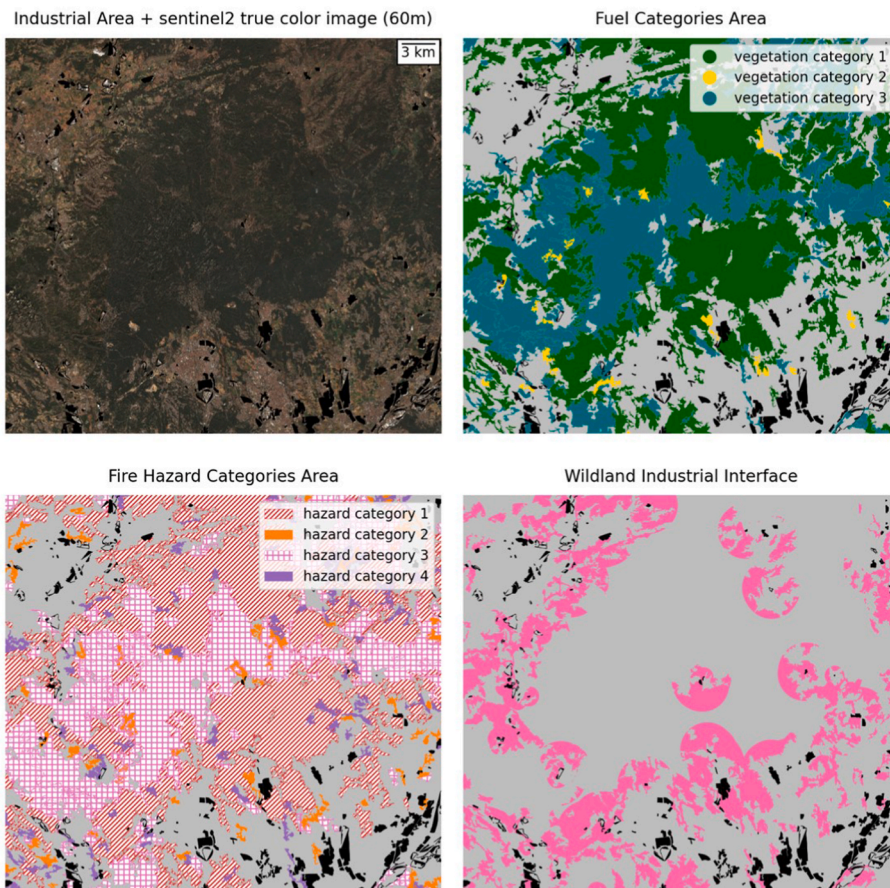 Industrial Area + sentinel2 true color image (60m)
3 km
Fuel Categories Area
vegetation category 1
vegetation category 2
vegetation category 3
Fire Hazard Categories Area
hazard category 1
hazard category 2
hazard category 3
hazard category 4
Wildland Industrial Interface